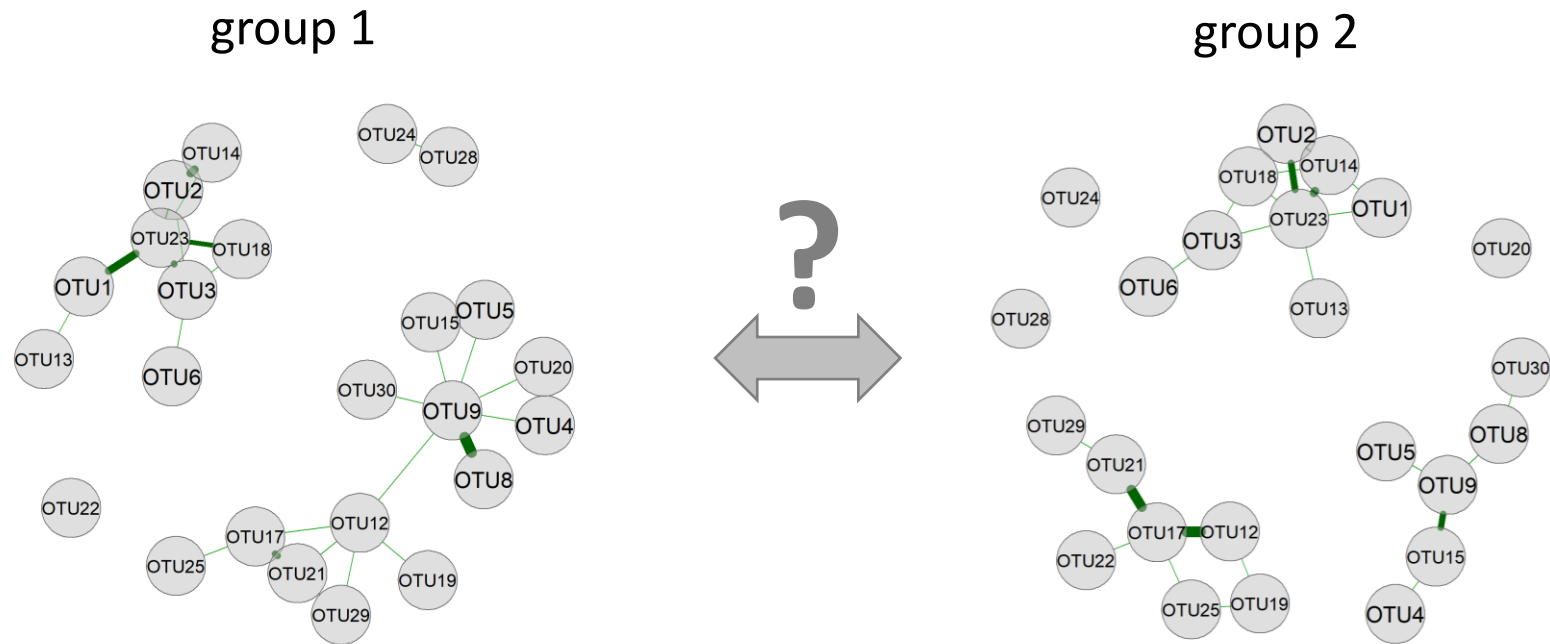 group 1
OTU14
OTU2
OTU23
OTU18
OTU1
OTU3
OTU13
OTU6
OTU24
OTU28
OTU15
OTU5
OTU20
OTU30
OTU9
OTU4
OTU8
OTU22
OTU12
OTU17
OTU25
OTU21
OTU19
OTU29
?
group 2
OTU2
OTU14
OTU18
OTU24
OTU23
OTU1
OTU3
OTU20
OTU6
OTU13
OTU28
OTU29
OTU21
OTU17
OTU12
OTU22
OTU25
OTU19
OTU30
OTU8
OTU5
OTU9
OTU15
OTU4